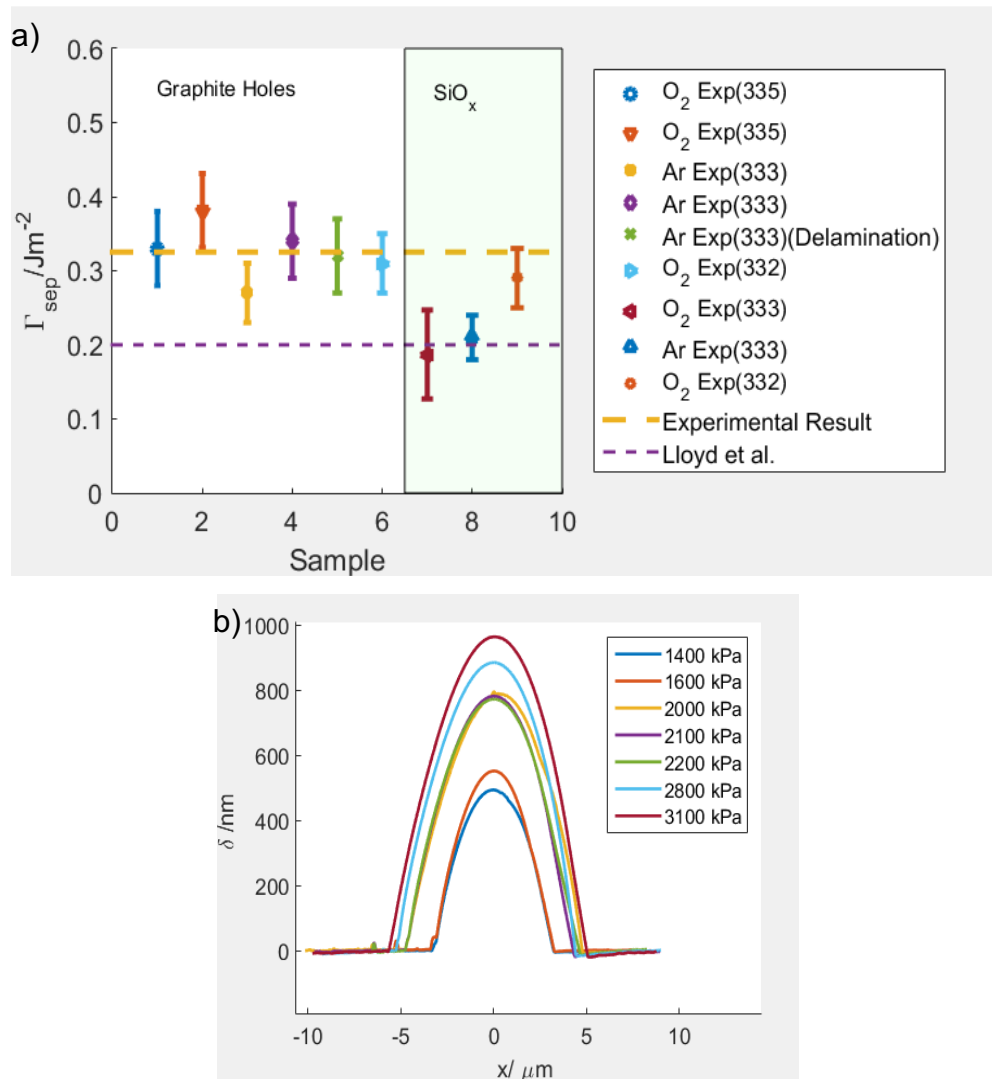 a)
0.6
0.5
0.4
0.3
0.2
0.1
0
Γsep/Jm-2
Graphite Holes
SiOx
0 2 4 6 8 10
Sample
O2 Exp(335)
O2 Exp(335)
Ar Exp(333)
Ar Exp(333)
Ar Exp(333)(Delamination)
O2 Exp(332)
O2 Exp(333)
Ar Exp(333)
O2 Exp(332)
Experimental Result
Lloyd et al.
b)
1000
800
600
400
200
0
δ /nm
-10 -5 0 5 10
x/ μm
1400 kPa
1600 kPa
2000 kPa
2100 kPa
2200 kPa
2800 kPa
3100 kPa